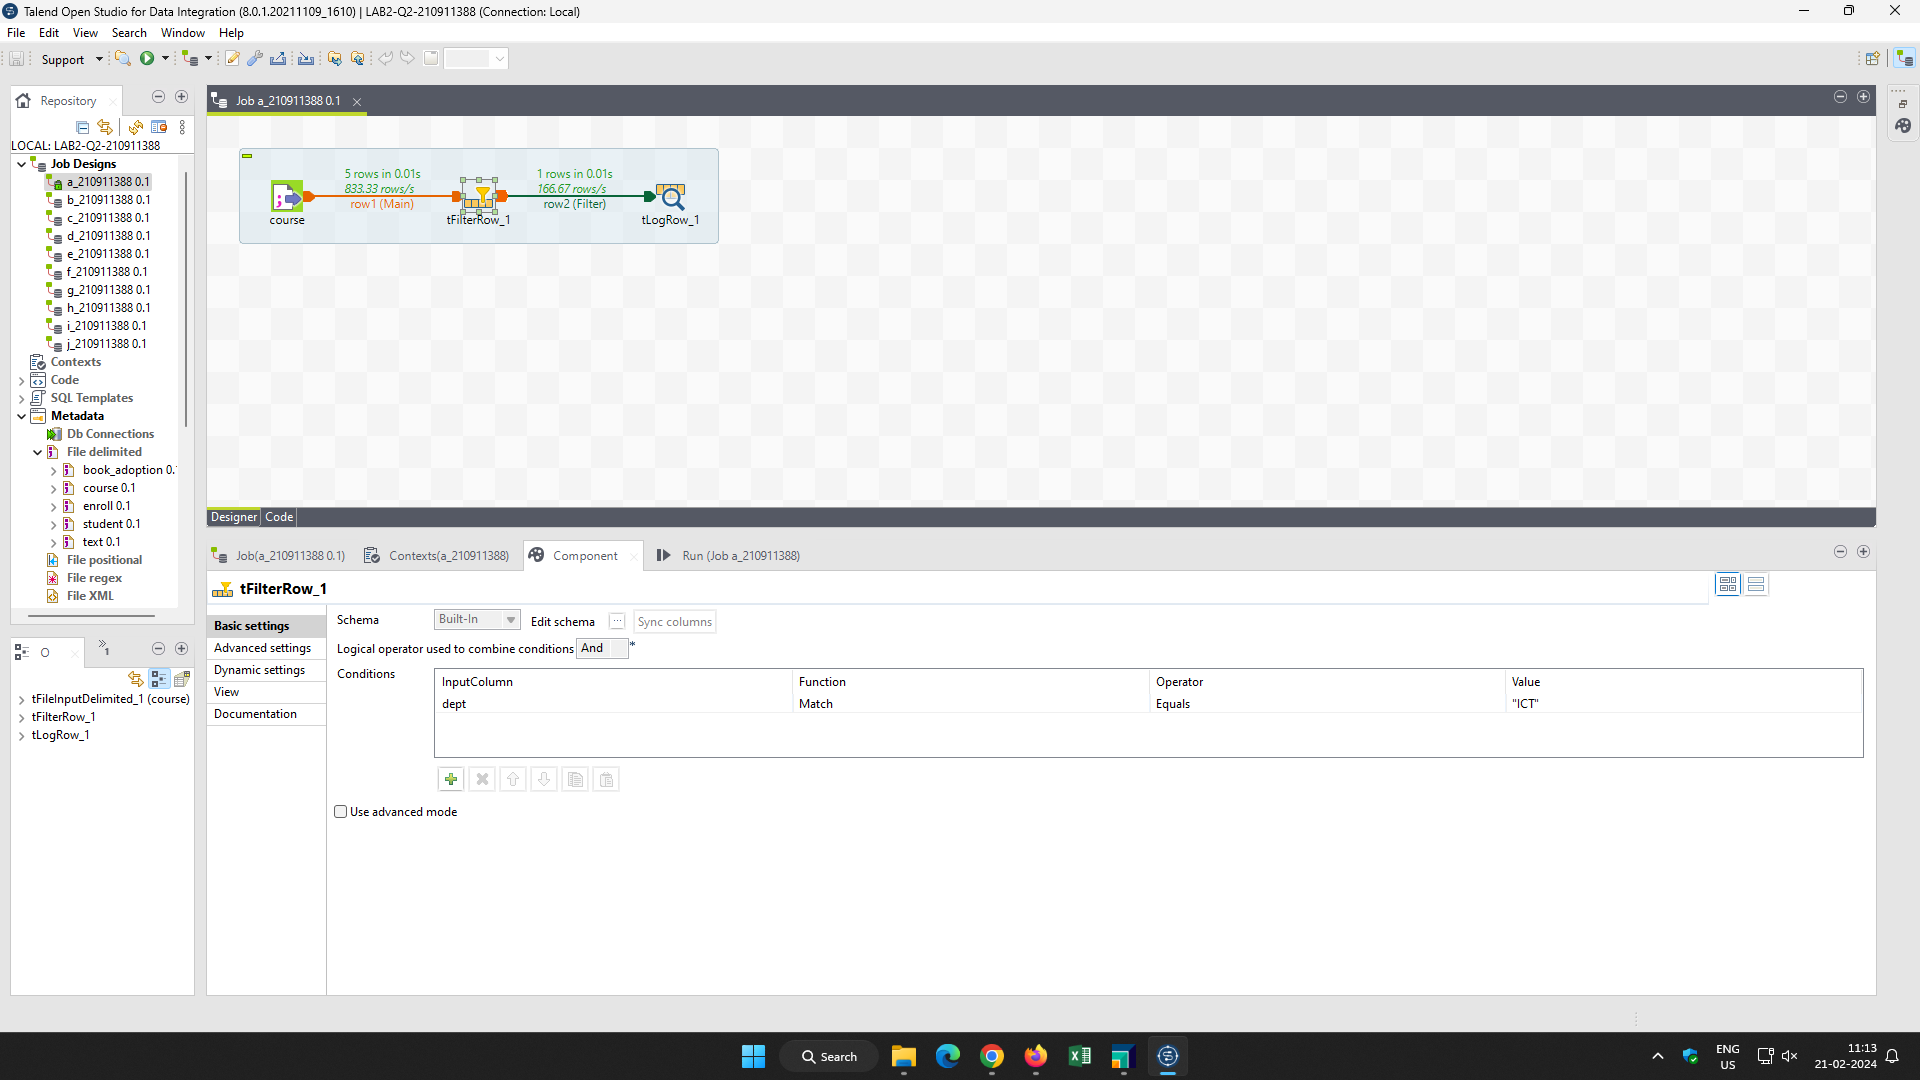 Talend Open Studio for Data Integration (8.0.1.20211109_1610) | LAB2-Q2-210911388 (Connection: Local)
File Edit View Search Window Help
Support
Repository
LOCAL: LAB2-Q2-210911388
Job Designs
a_210911388 0.1
b_210911388 0.1
c_210911388 0.1
d_210911388 0.1
e_210911388 0.1
f_210911388 0.1
g_210911388 0.1
h_210911388 0.1
i_210911388 0.1
j_210911388 0.1
Contexts
Code
SQL Templates
Metadata
Db Connections
File delimited
book_adoption 0.
course 0.1
enroll 0.1
student 0.1
text 0.1
File positional
File regex
File XML
O
1
tFileInputDelimited_1 (course)
tFilterRow_1
tLogRow_1
Job a_210911388 0.1
5 rows in 0.01s
833.33 rows/s
row1 (Main)
1 rows in 0.01s
166.67 rows/s
row2 (Filter)
course
tFilterRow_1
tLogRow_1
Designer Code
Job(a_210911388 0.1) Contexts(a_210911388) Component Run (Job a_210911388)
tFilterRow_1
Basic settings
Advanced settings
Dynamic settings
View
Documentation
Schema Built-In Edit schema ... Sync columns
Logical operator used to combine conditions And *
Conditions
InputColumn Function Operator Value
dept Match Equals "ICT"
Use advanced mode
Search
ENG
US
11:13
21-02-2024